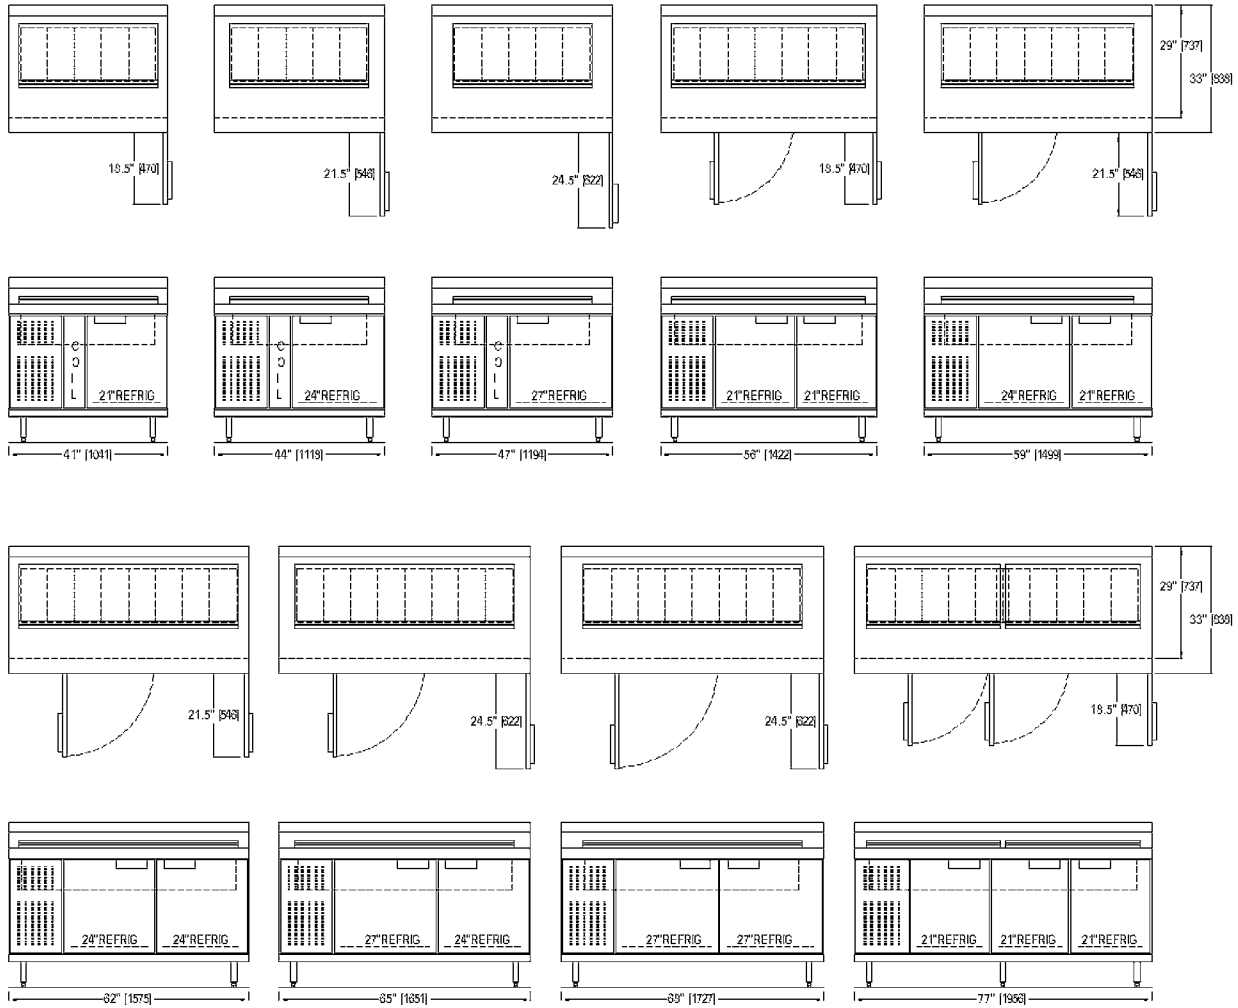 29" [737]
33" [838]
18.5" [470]
21.5" [546]
24.5" [622]
18.5" [470]
21.5" [546]
COIL
21"REFRIG
COIL
24"REFRIG
COIL
27"REFRIG
21"REFRIG
21"REFRIG
24"REFRIG
21"REFRIG
41" [1041]
44" [1118]
47" [1194]
56" [1422]
59" [1499]
29" [737]
33" [838]
21.5" [546]
24.5" [622]
24.5" [622]
18.5" [470]
24"REFRIG
24"REFRIG
27"REFRIG
24"REFRIG
27"REFRIG
27"REFRIG
21"REFRIG
21"REFRIG
21"REFRIG
62" [1575]
65" [1651]
68" [1727]
77" [1956]